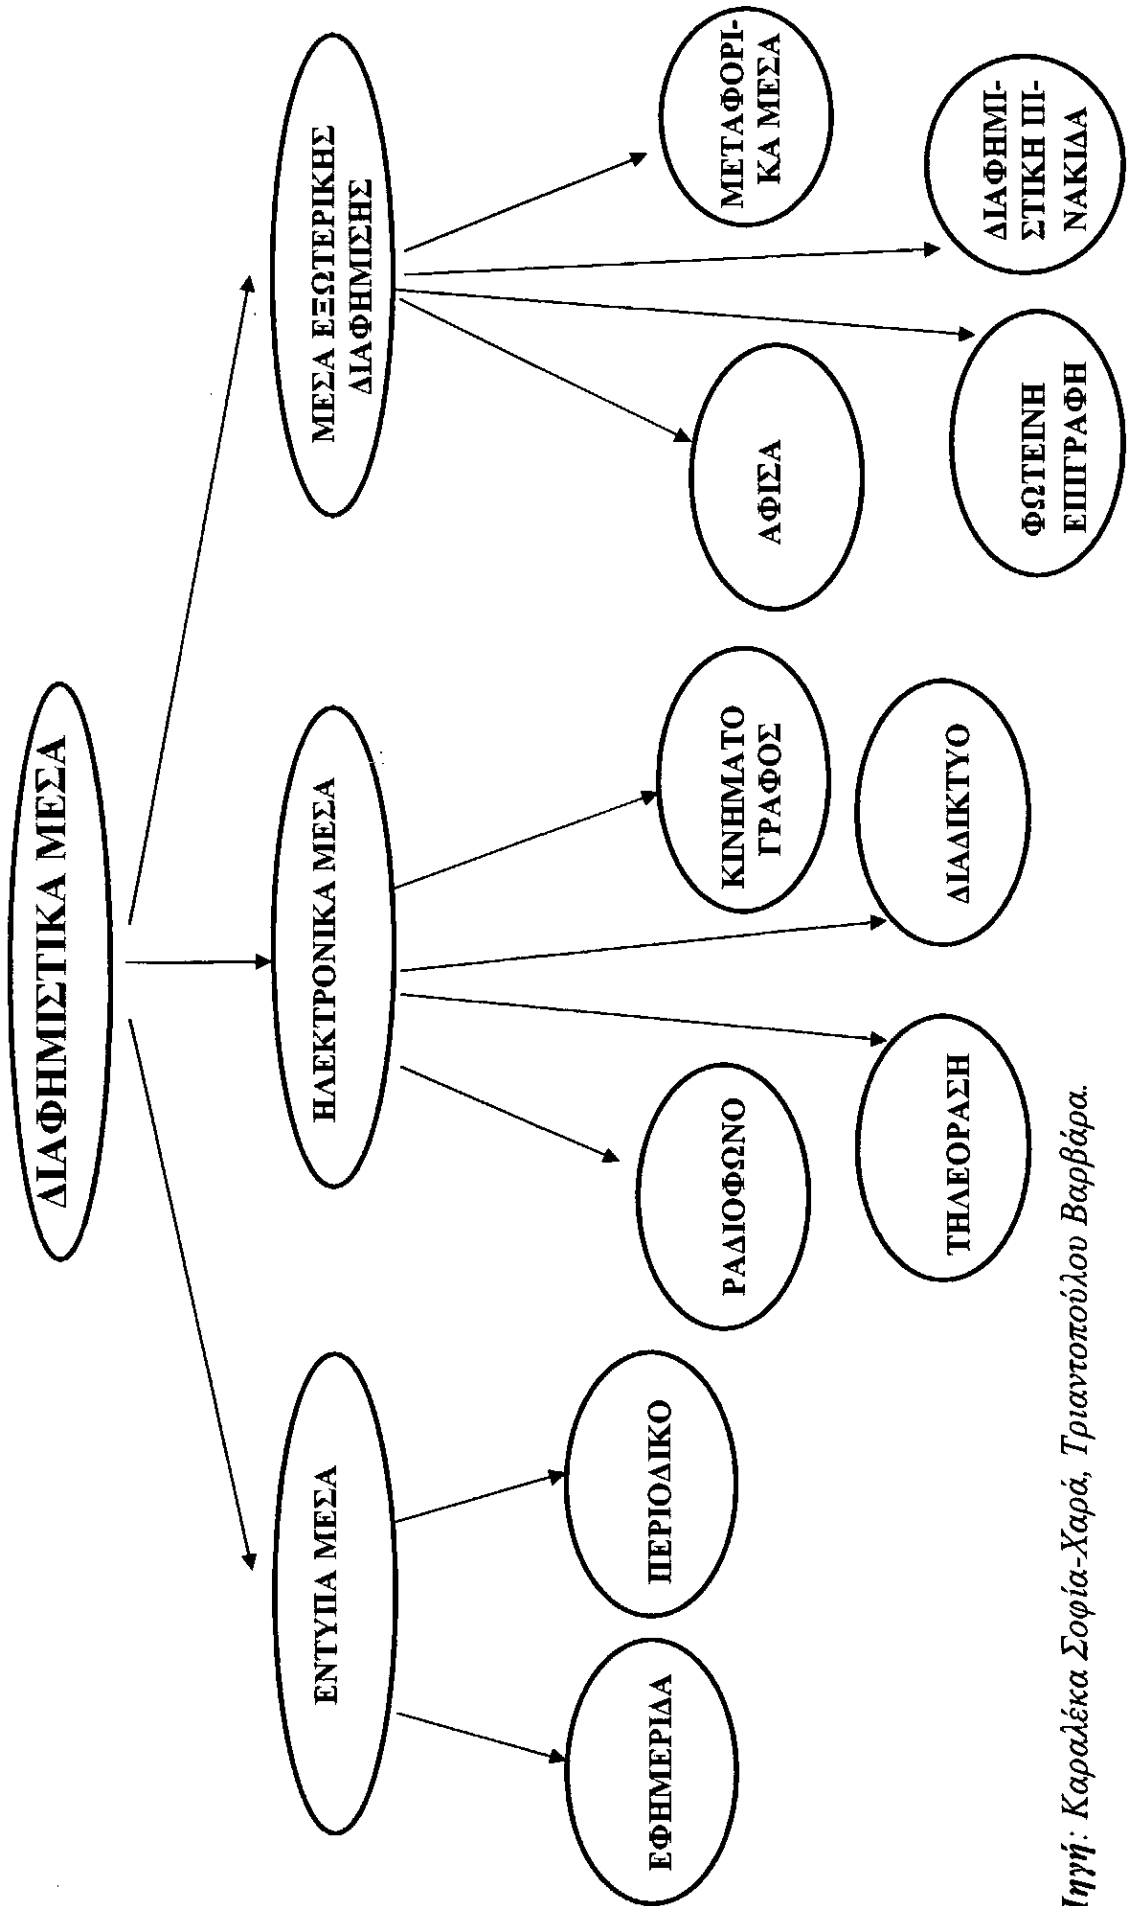 ΔΙΑΦΗΜΙΣΤΙΚΑ ΜΕΣΑ
ΕΝΤΥΠΑ ΜΕΣΑ
ΗΛΕΚΤΡΟΝΙΚΑ ΜΕΣΑ
ΜΕΣΑ ΕΞΩΤΕΡΙΚΗΣ
ΔΙΑΦΗΜΙΣΗΣ
ΕΦΗΜΕΡΙΔΑ
ΠΕΡΙΟΔΙΚΟ
ΡΑΔΙΟΦΩΝΟ
ΚΙΝΗΜΑΤΟ
ΓΡΑΦΟΣ
ΑΦΙΣΑ
ΜΕΤΑΦΟΡΙ-
ΚΑ ΜΕΣΑ
ΤΗΛΕΟΡΑΣΗ
ΔΙΑΔΙΚΤΥΟ
ΦΩΤΕΙΝΗ
ΕΠΙΓΡΑΦΗ
ΔΙΑΦΗΜΙ-
ΣΤΙΚΗ ΠΙ-
ΝΑΚΙΔΑ
Πηγή: Καραλέκα Σοφία-Χαρά, Τριαντοπούλου Βαρβάρα.